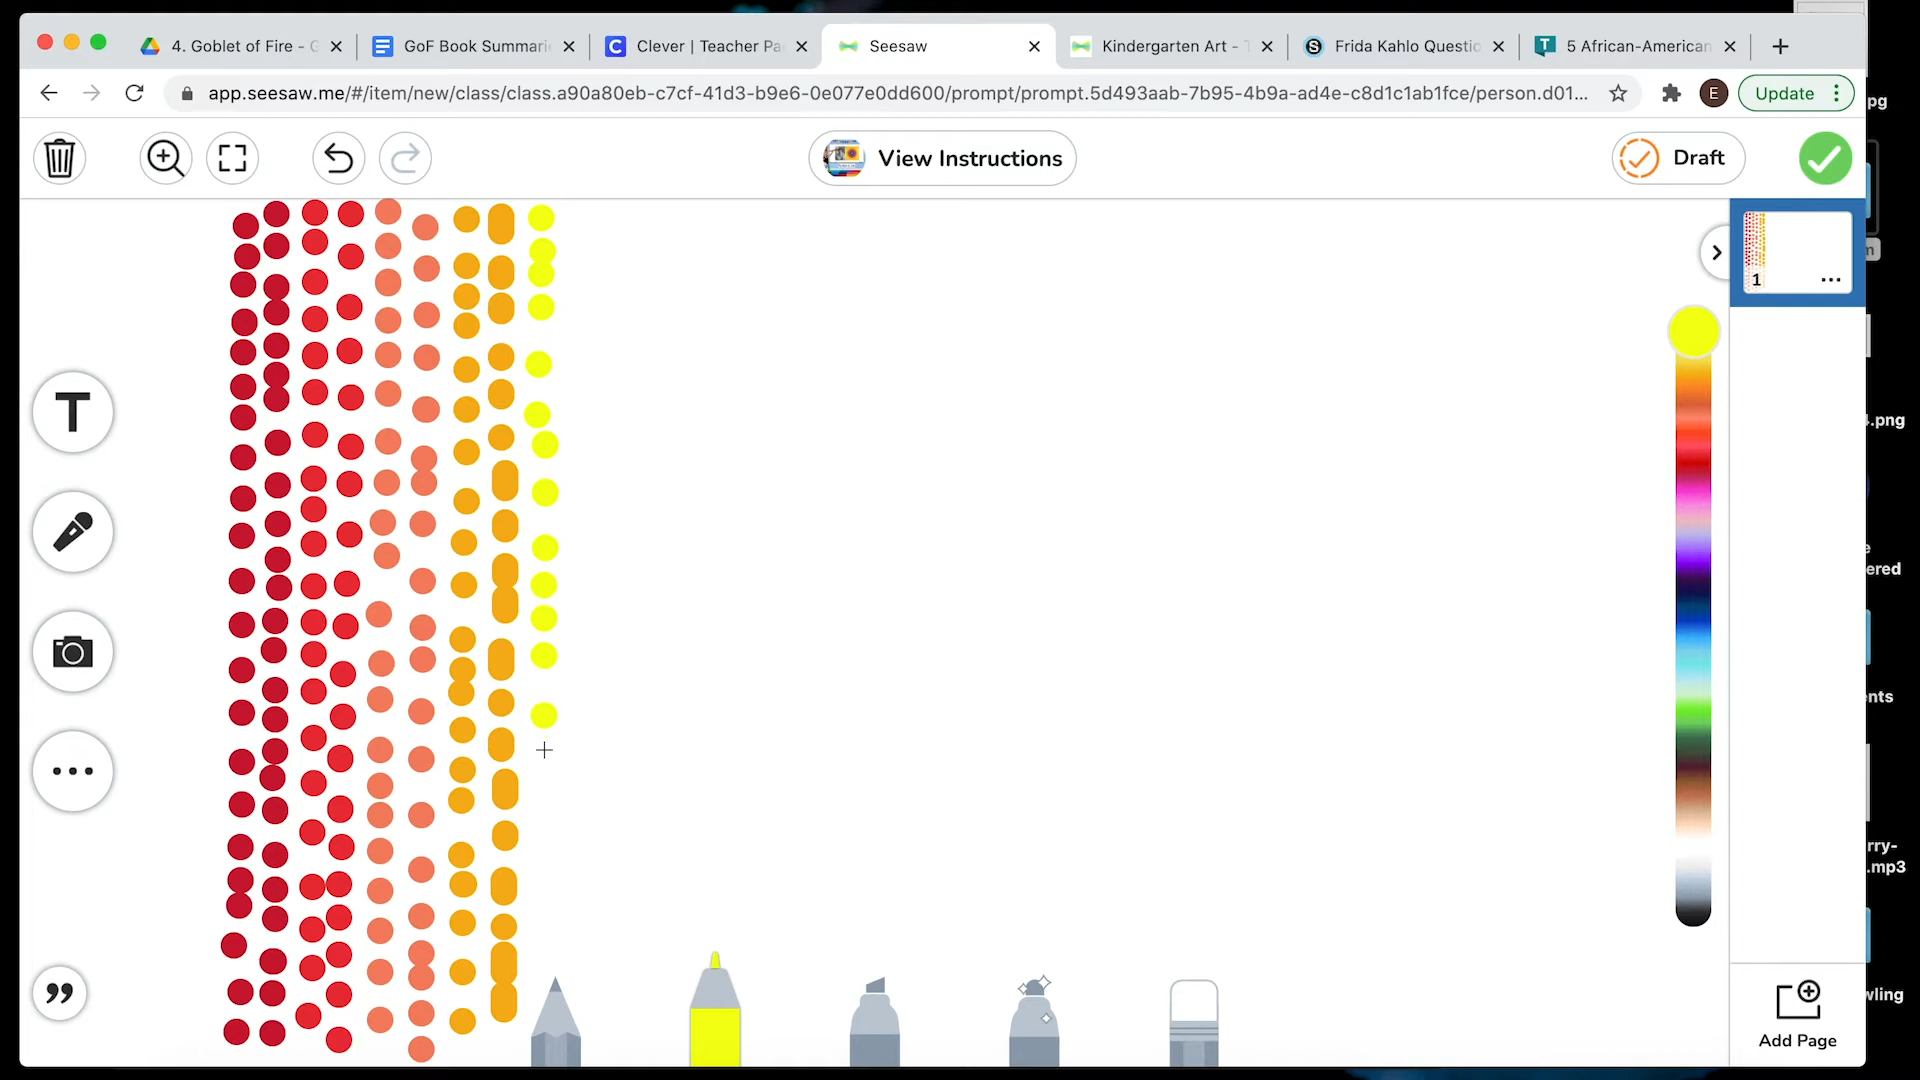 4. Goblet of Fire - G
GoF Book Summari
Clever | Teacher Pa
Seesaw
Kindergarten Art -
Frida Kahlo Questio
5 African-American
app.seesaw.me/#/item/new/class/class.a90a80eb-c7cf-41d3-b9e6-0e077e0dd600/prompt/prompt.5d493aab-7b95-4b9a-ad4e-c8d1c1ab1fce/person.d01...
E
Update
pg
View Instructions
Draft
1
m
T
4.png
e
ered
nts
rry-
.mp3
wling
Add Page